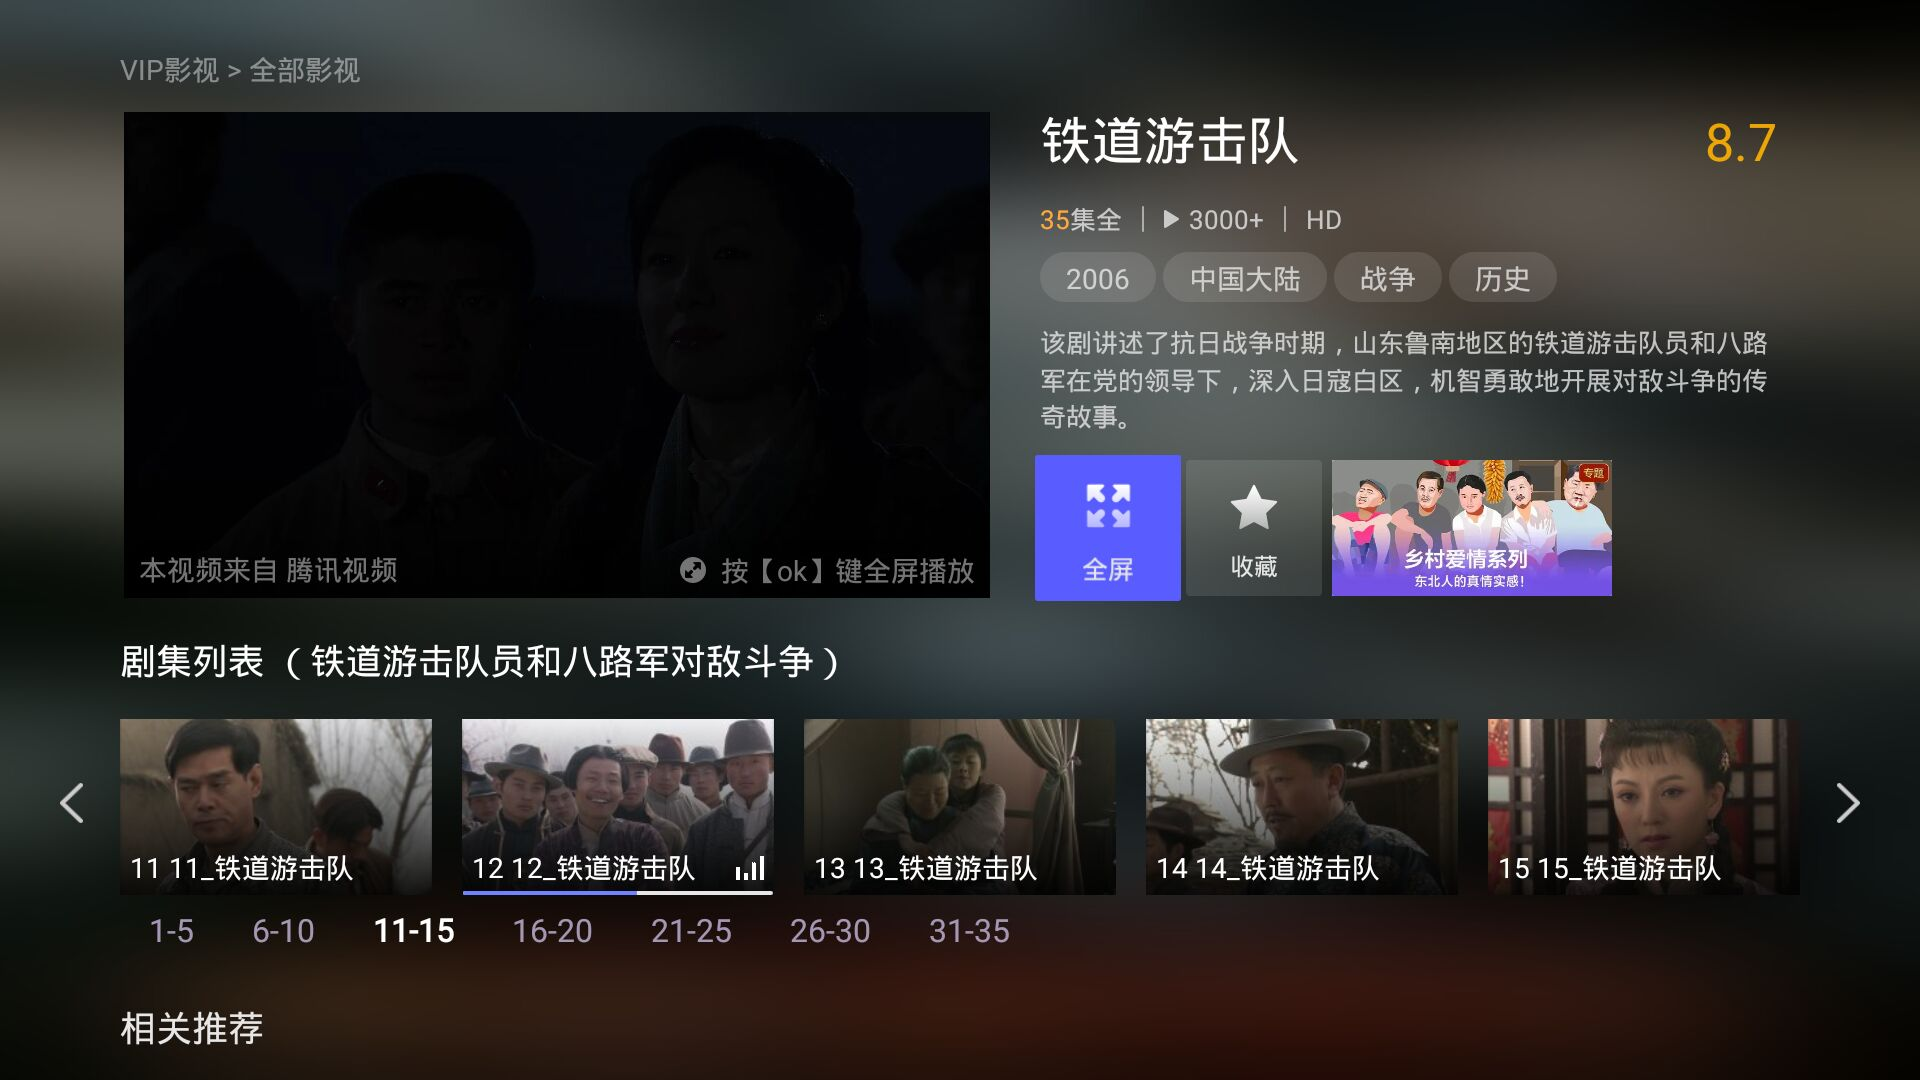 VIP影视 > 全部影视
铁道游击队
8.7
35集全 | 3000+ | HD
2006 中国大陆 战争 历史
该剧讲述了抗日战争时期，山东鲁南地区的铁道游击队员和八路
军在党的领导下，深入日寇白区，机智勇敢地开展对敌斗争的传
奇故事。
本视频来自 腾讯视频
按【ok】键全屏播放
全屏
收藏
专题
乡村爱情系列
东北人的真情实感!
剧集列表 （铁道游击队员和八路军对敌斗争）
11 11_铁道游击队
12 12_铁道游击队
13 13_铁道游击队
14 14_铁道游击队
15 15_铁道游击队
1-5 6-10 11-15 16-20 21-25 26-30 31-35
相关推荐